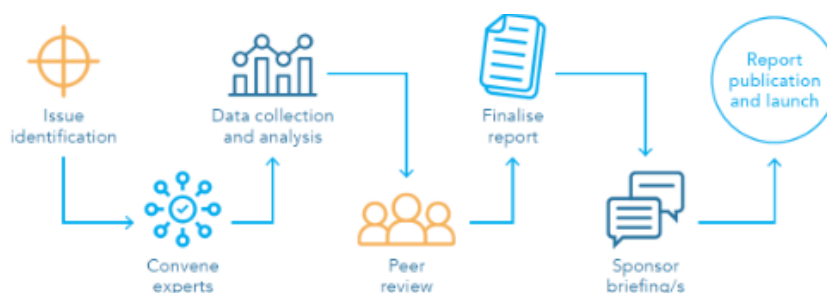 Issue
identification
Convene
experts
Data collection
and analysis
Peer
review
Finalise
report
Sponsor
briefing/s
Report
publication
and launch